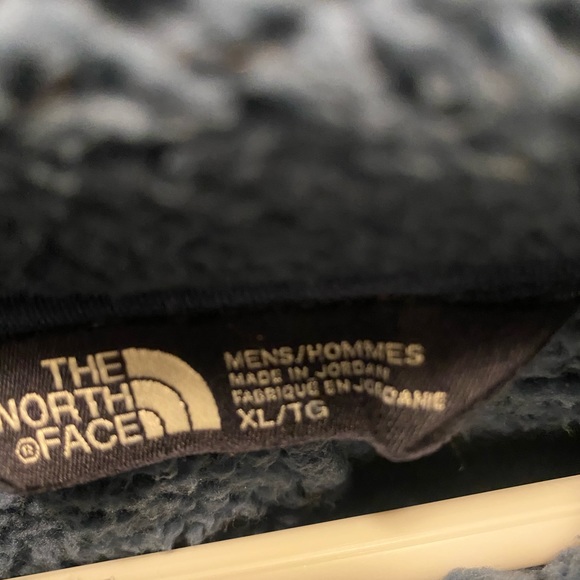 THE
NORTH
®FACE
MENS/HOMMES
MADE IN JORDAN
FABRIQUE EN JORDANIE
XL/TG